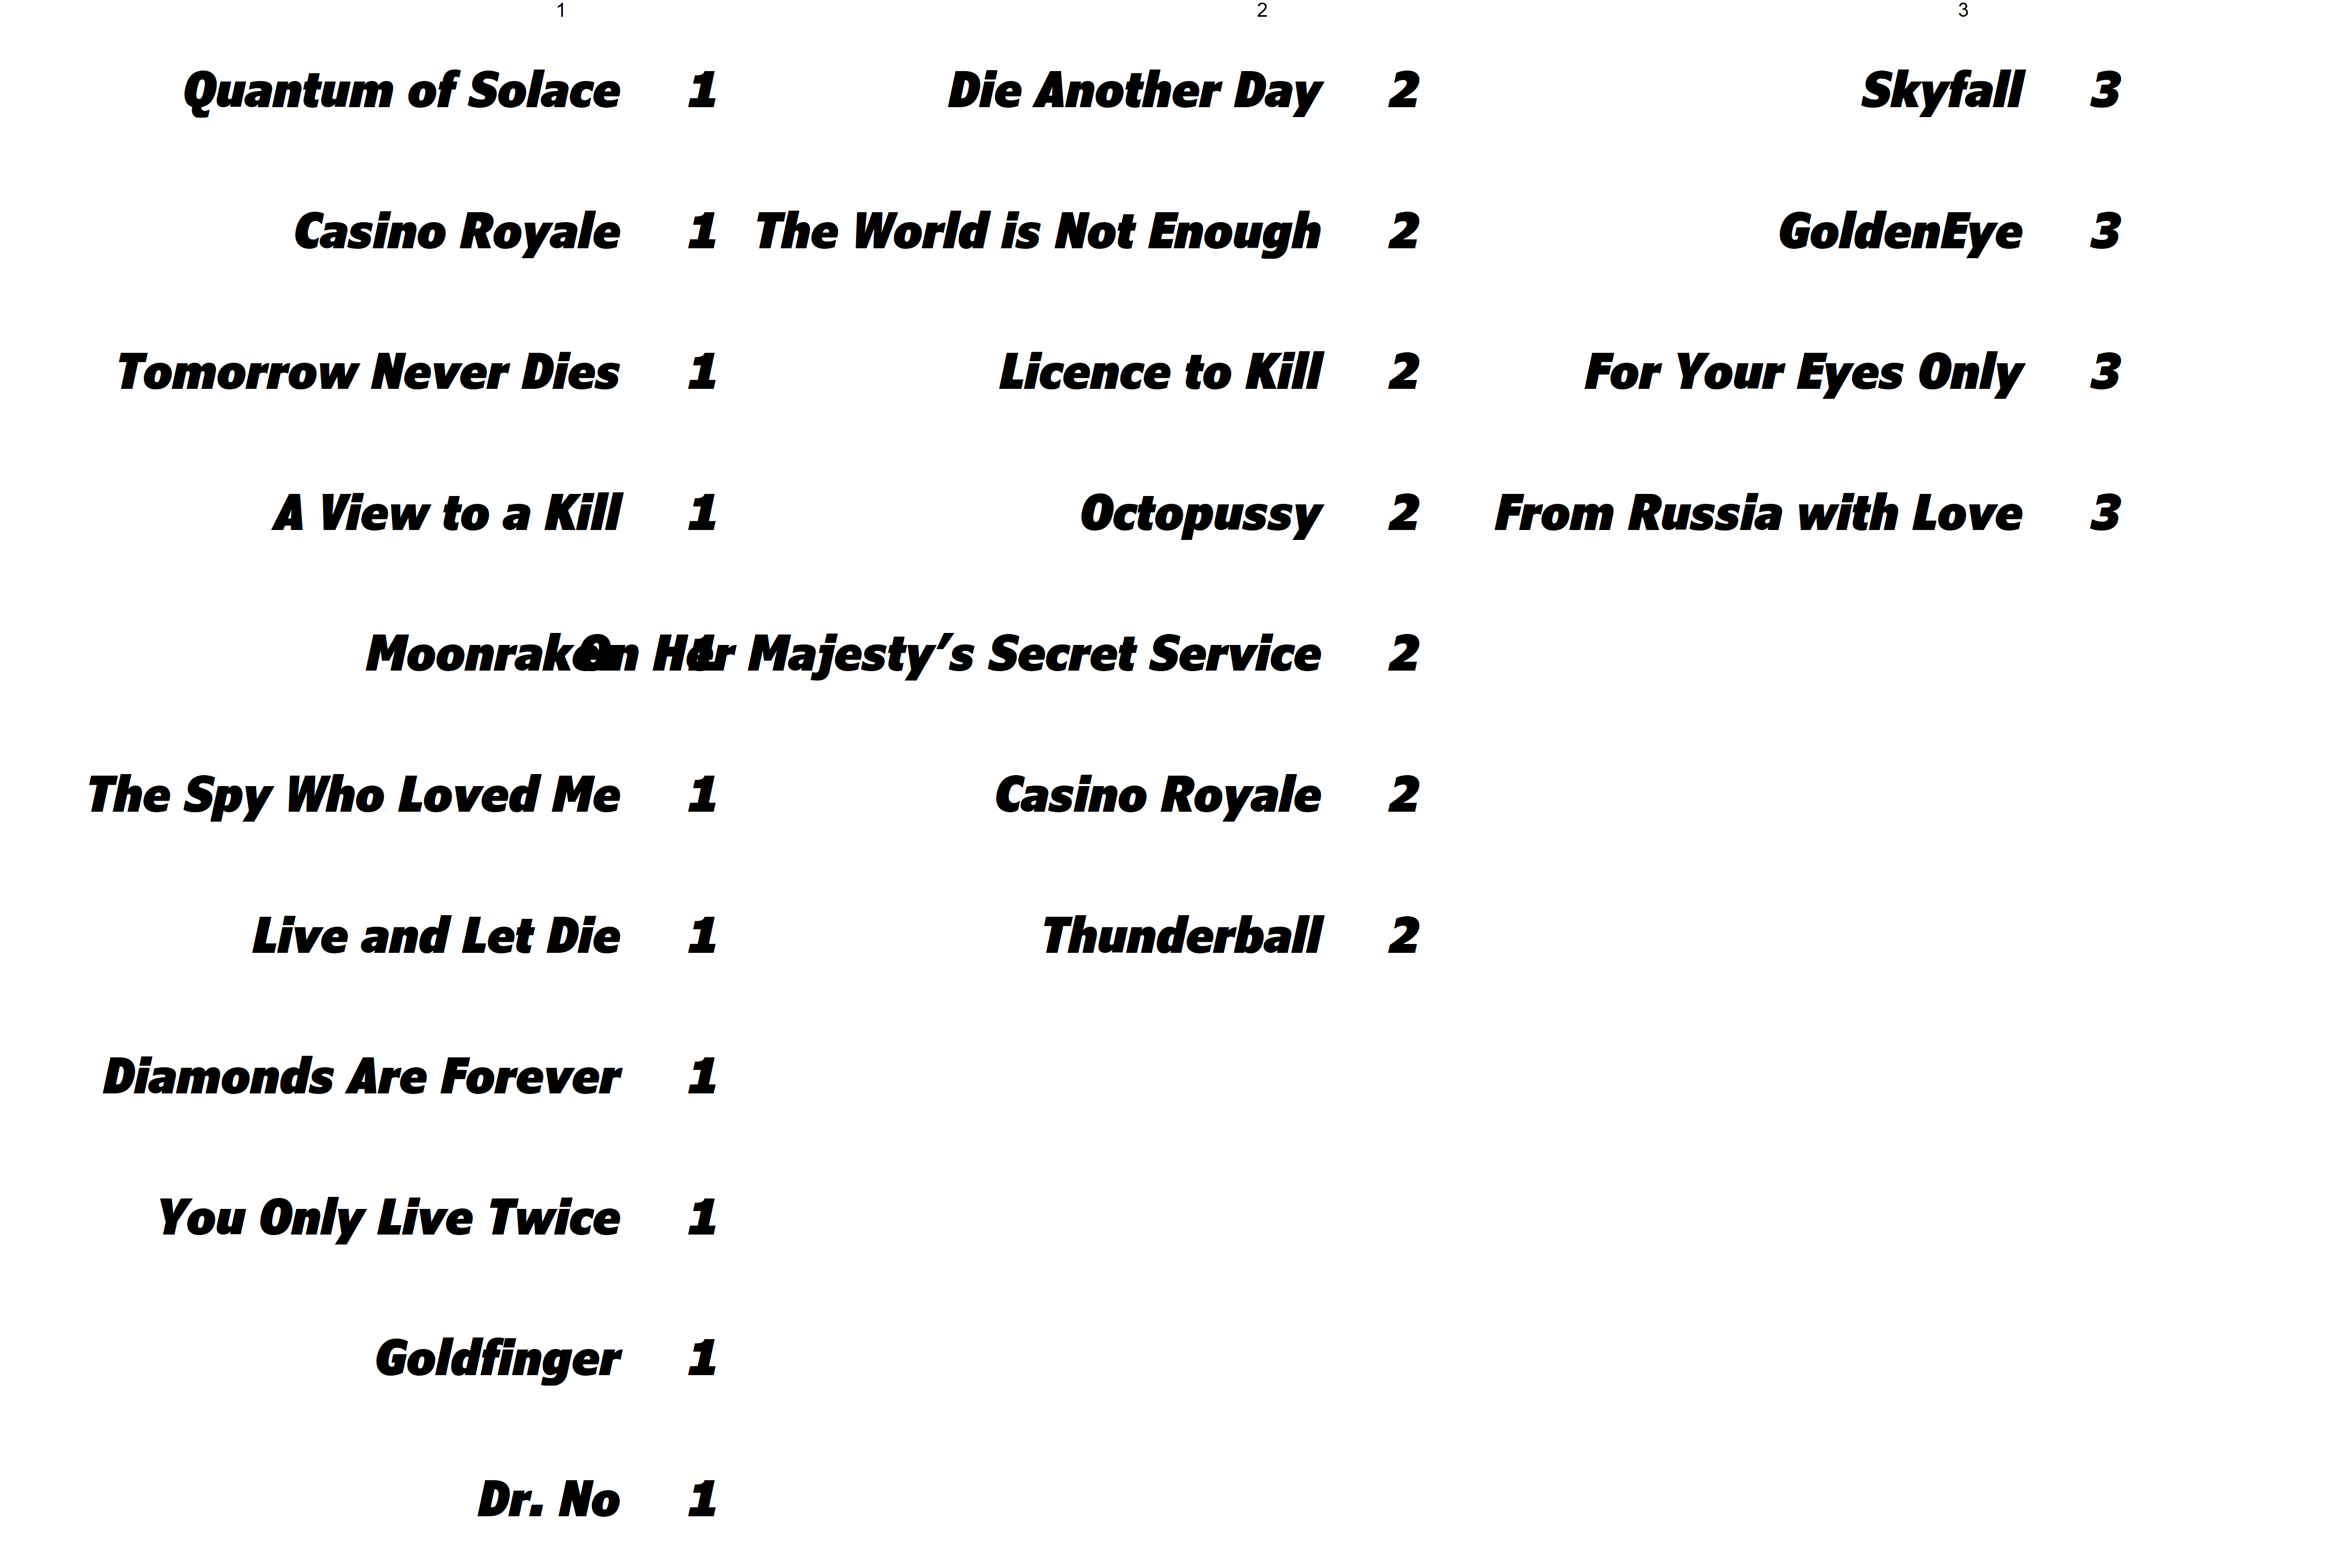 1 2 3
Quantum of Solace 1 Die Another Day 2 Skyfall 3
Casino Royale 1 The World is Not Enough 2 GoldenEye 3
Tomorrow Never Dies 1 Licence to Kill 2 For Your Eyes Only 3
A View to a Kill 1 Octopussy 2 From Russia with Love 3
Moonraker 1 On Her Majesty’s Secret Service 2
The Spy Who Loved Me 1 Casino Royale 2
Live and Let Die 1 Thunderball 2
Diamonds Are Forever 1
You Only Live Twice 1
Goldfinger 1
Dr. No 1